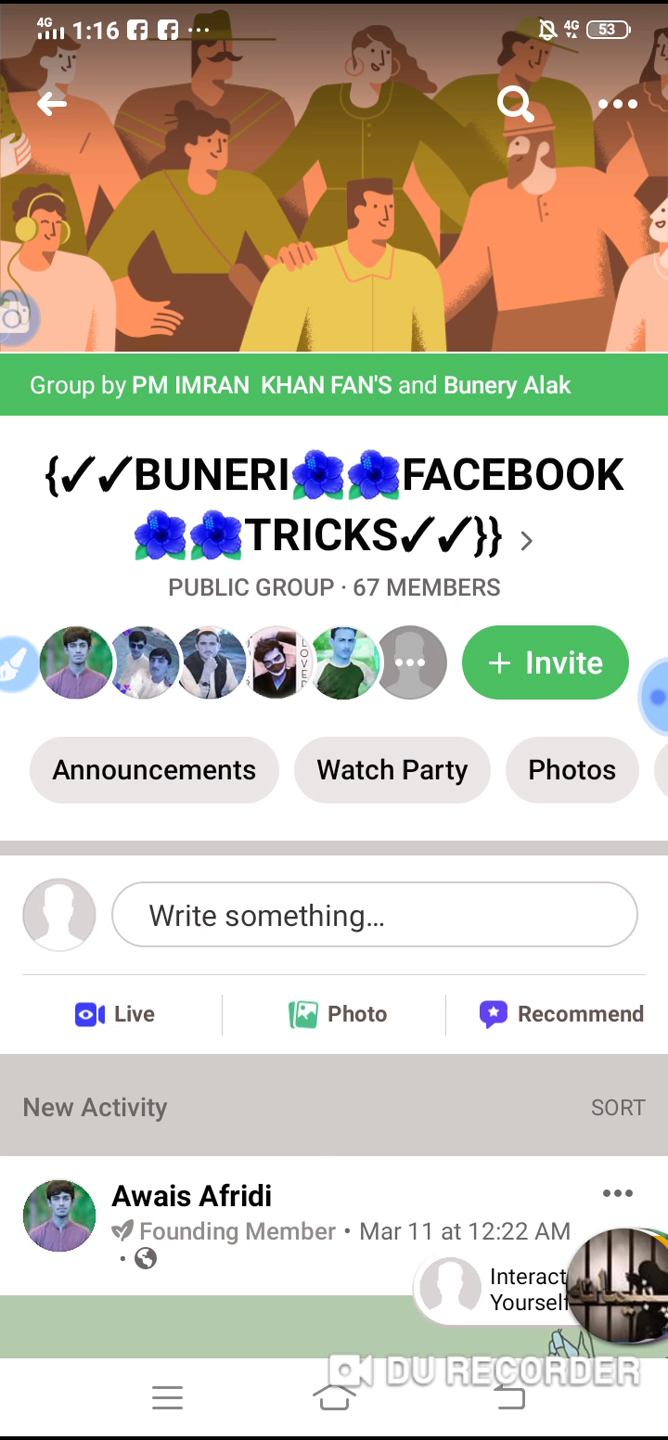 4G 1:16 4G 53
Group by PM IMRAN KHAN FAN'S and Bunery Alak
{✓✓BUNERI🌺🌺FACEBOOK
🌺🌺TRICKS✓✓}} >
PUBLIC GROUP · 67 MEMBERS
+ Invite
Announcements Watch Party Photos
Write something...
Live Photo Recommend
New Activity SORT
Awais Afridi
Founding Member • Mar 11 at 12:22 AM
Interact
Yourself
DU RECORDER